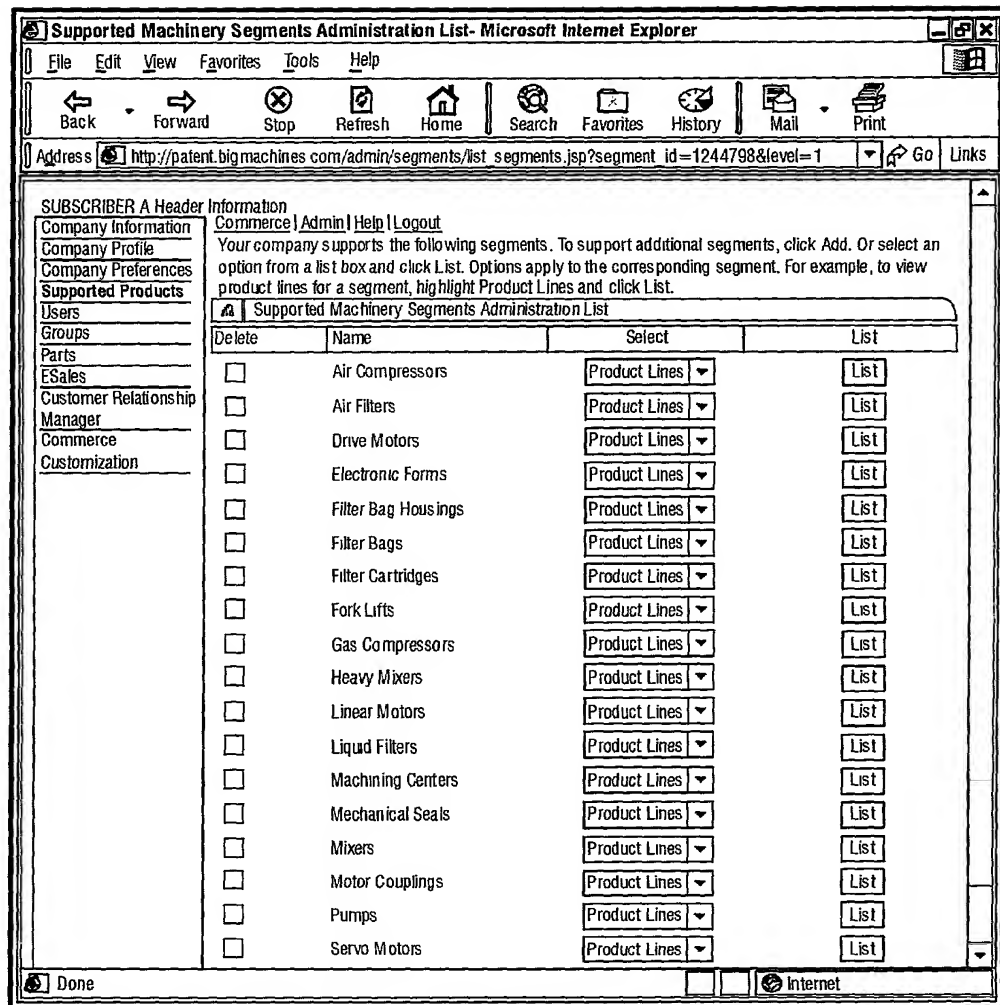 Supported Machinery Segments Administration List- Microsoft Internet Explorer
File Edit View Favorites Tools Help
Back Forward Stop Refresh Home Search Favorites History Mail Print
Address http://patent.bigmachines com/admin/segments/list_segments.jsp?segment_id=1244798&level=1 Go Links
SUBSCRIBER A Header Information
Company Information
Company Profile
Company Preferences
Supported Products
Users
Groups
Parts
ESales
Customer Relationship
Manager
Commerce
Customization
Commerce | Admin | Help | Logout
Your company supports the following segments. To support additional segments, click Add. Or select an
option from a list box and click List. Options apply to the corresponding segment. For example, to view
product lines for a segment, highlight Product Lines and click List.
Supported Machinery Segments Administration List
Delete Name Select List
Air Compressors Product Lines List
Air Filters Product Lines List
Drive Motors Product Lines List
Electronic Forms Product Lines List
Filter Bag Housings Product Lines List
Filter Bags Product Lines List
Filter Cartridges Product Lines List
Fork Lifts Product Lines List
Gas Compressors Product Lines List
Heavy Mixers Product Lines List
Linear Motors Product Lines List
Liquid Filters Product Lines List
Machining Centers Product Lines List
Mechanical Seals Product Lines List
Mixers Product Lines List
Motor Couplings Product Lines List
Pumps Product Lines List
Servo Motors Product Lines List
Done Internet